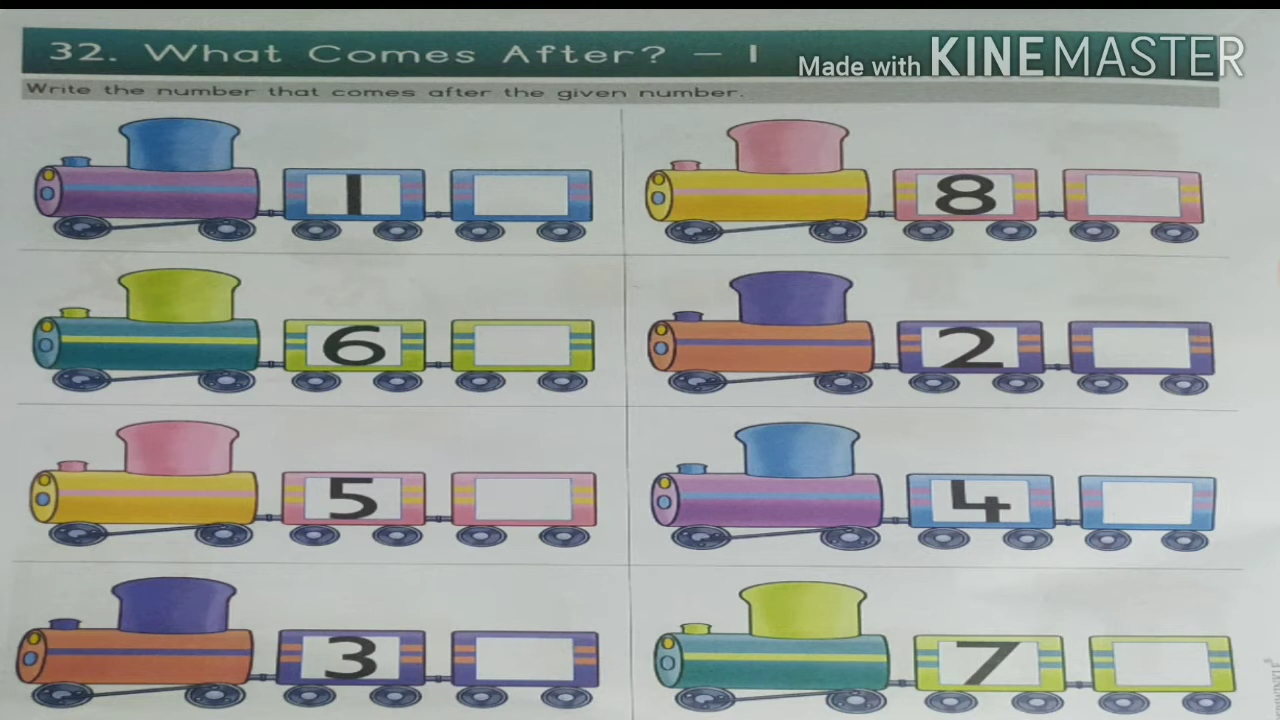 32. What Comes After? – I
Made with KINEMASTER
Write the number that comes after the given number.
1
8
6
2
5
4
3
7